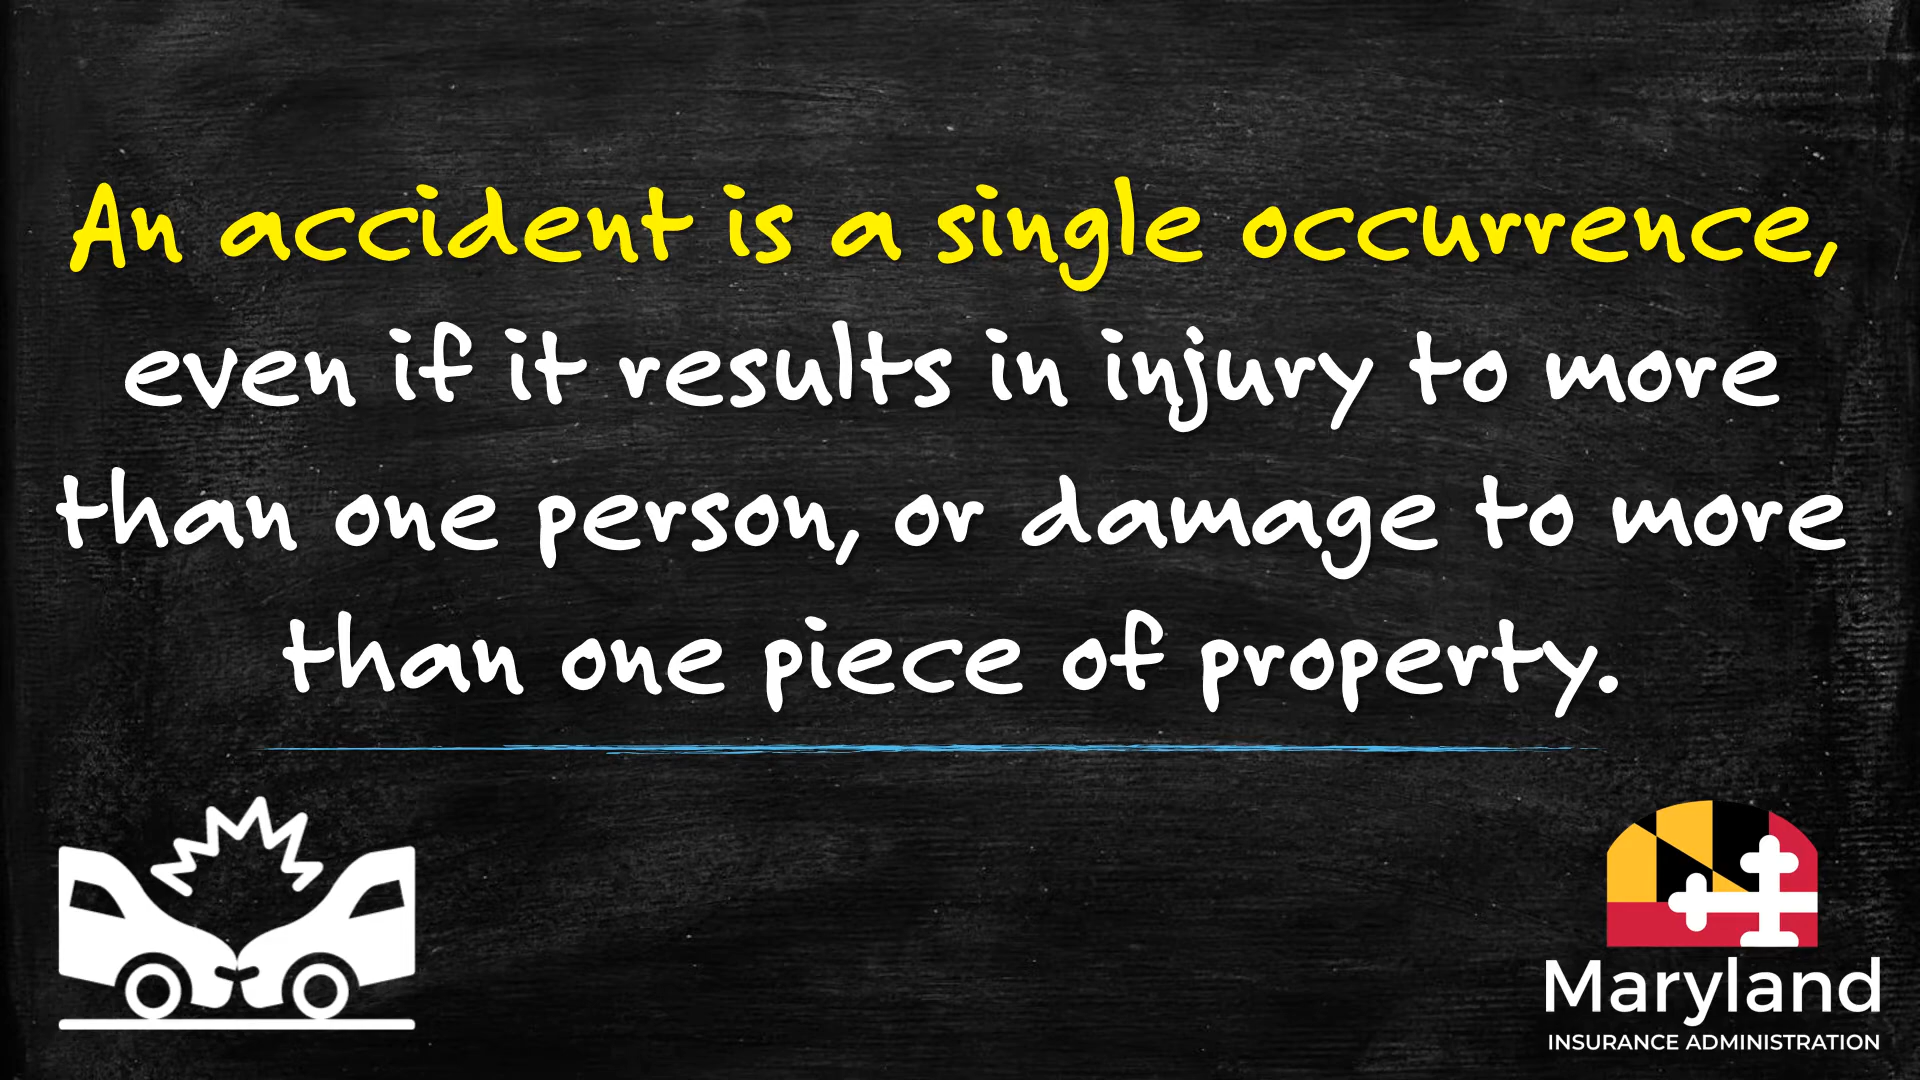 An accident is a single occurrence,
even if it results in injury to more
than one person, or damage to more
than one piece of property.
Maryland
INSURANCE ADMINISTRATION